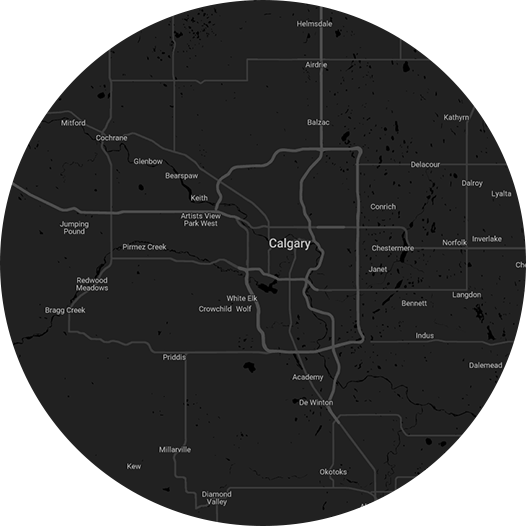 Helmsdale
Airdrie
Balzac
Kathyrn
Mitford
Cochrane
Glenbow
Delacour
Bearspaw
Dalroy
Keith
Lyalta
Conrich
Artists View
Park West
Jumping
Pound
Pirmez Creek
Calgary
Chestermere
Norfolk
Inverlake
Janet
Redwood
Meadows
White Elk
Crowchild Wolf
Langdon
Bennett
Bragg Creek
Indus
Priddis
Dalemead
Academy
De Winton
Millarville
Kew
Okotoks
Diamond
Valley